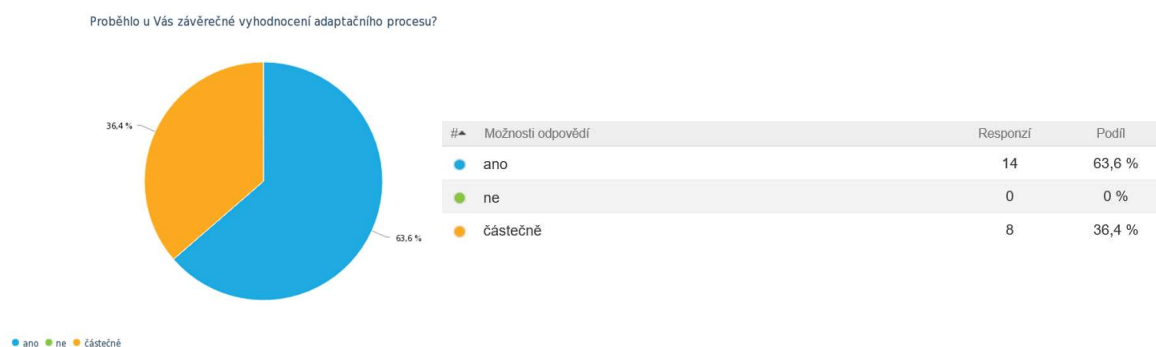 Proběhlo u Vás závěrečné vyhodnocení adaptačního procesu?
36,4 %
63,6 %
# Možnosti odpovědí Responzí Podíl
ano 14 63,6 %
ne 0 0 %
částečně 8 36,4 %
ano ne částečně